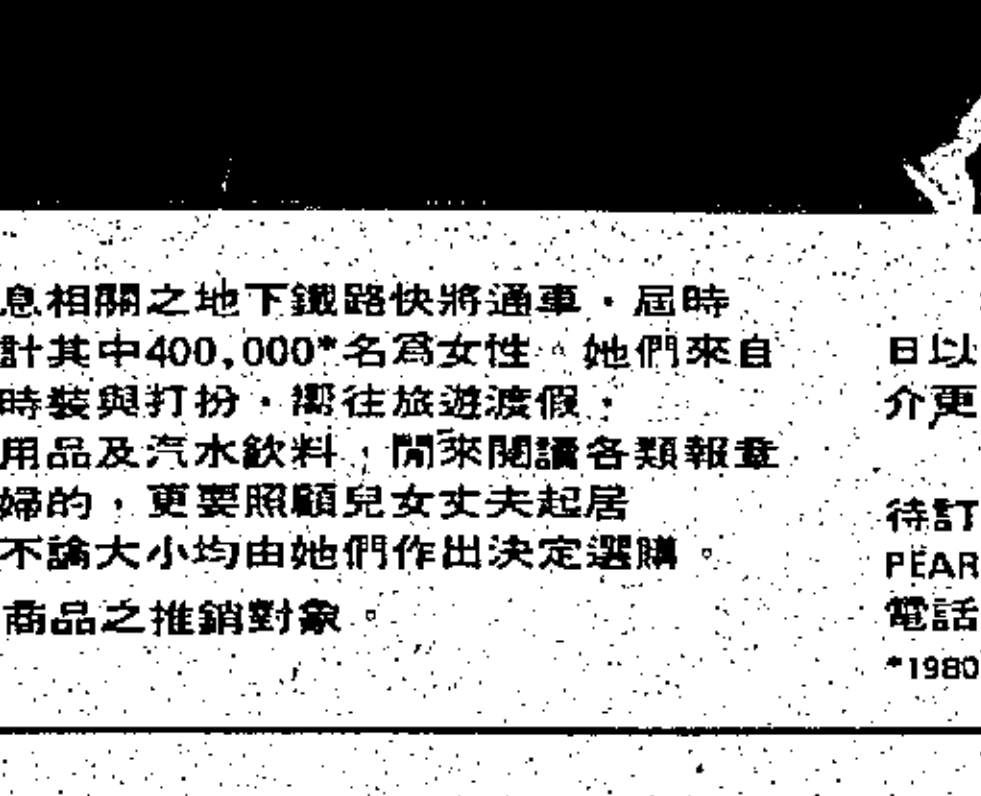 息相關之地下鐵路快將通車，屆時
計其中400,000*名爲女性。她們來自
時裝與打扮，嚮往旅遊渡假，
用品及汽水飲料，閒來閱讀各類報章
婦的，更要照顧兒女丈夫起居
不論大小均由她們作出決定選購。
商品之推銷對象。
日以
介更
待訂
PEAR
電話
*1980